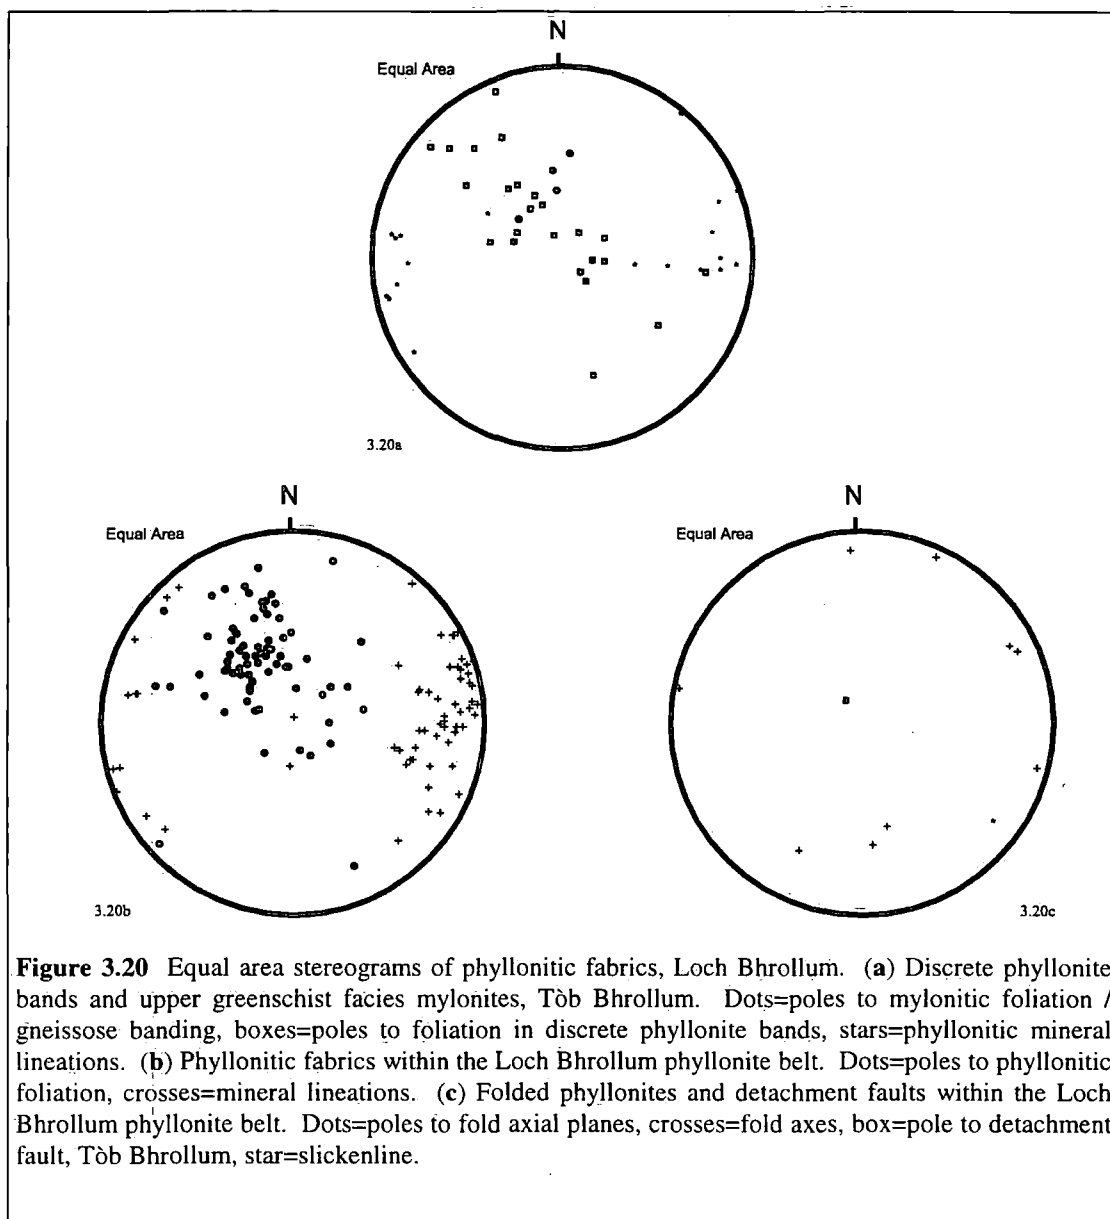 N
Equal Area
3.20a
N
Equal Area
3.20b
N
Equal Area
3.20c
Figure 3.20 Equal area stereograms of phyllonitic fabrics, Loch Bhrollum. (a) Discrete phyllonite
bands and upper greenschist facies mylonites, Tòb Bhrollum. Dots=poles to mylonitic foliation /
gneissose banding, boxes=poles to foliation in discrete phyllonite bands, stars=phyllonitic mineral
lineations. (b) Phyllonitic fabrics within the Loch Bhrollum phyllonite belt. Dots=poles to phyllonitic
foliation, crosses=mineral lineations. (c) Folded phyllonites and detachment faults within the Loch
Bhrollum phyllonite belt. Dots=poles to fold axial planes, crosses=fold axes, box=pole to detachment
fault, Tòb Bhrollum, star=slickenline.